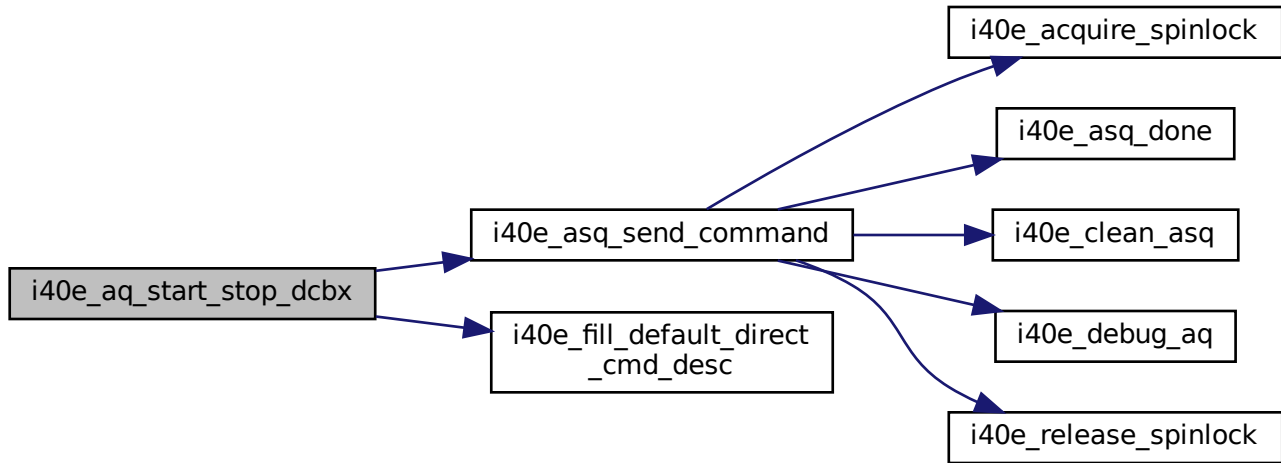 i40e_acquire_spinlock
i40e_asq_done
i40e_asq_send_command
i40e_clean_asq
i40e_aq_start_stop_dcbx
i40e_fill_default_direct
_cmd_desc
i40e_debug_aq
i40e_release_spinlock